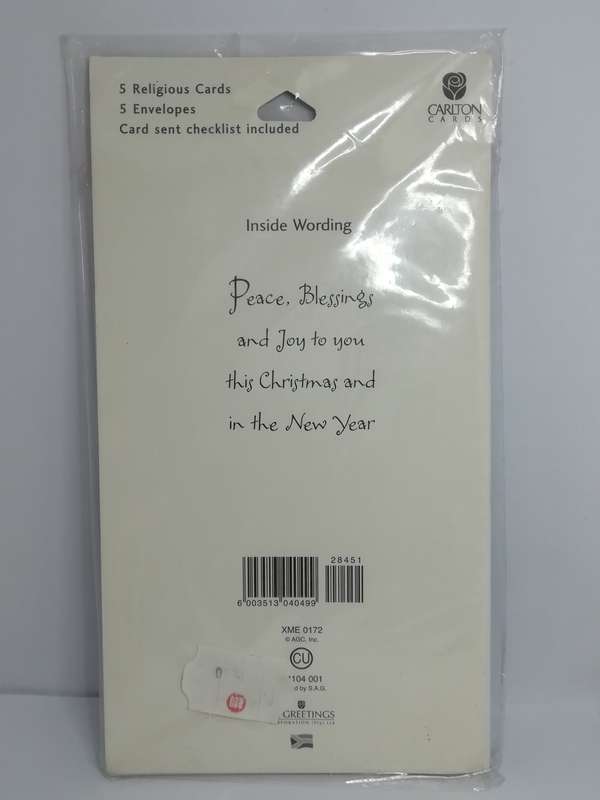 5 Religious Cards
5 Envelopes
Card sent checklist included
CARLTON
CARDS
Inside Wording
Peace, Blessings
and Joy to you
this Christmas and
in the New Year
28451
6 003513 040499
XME 0172
© AGC, Inc.
CU
104 001
d by S.A.G.
GREETINGS